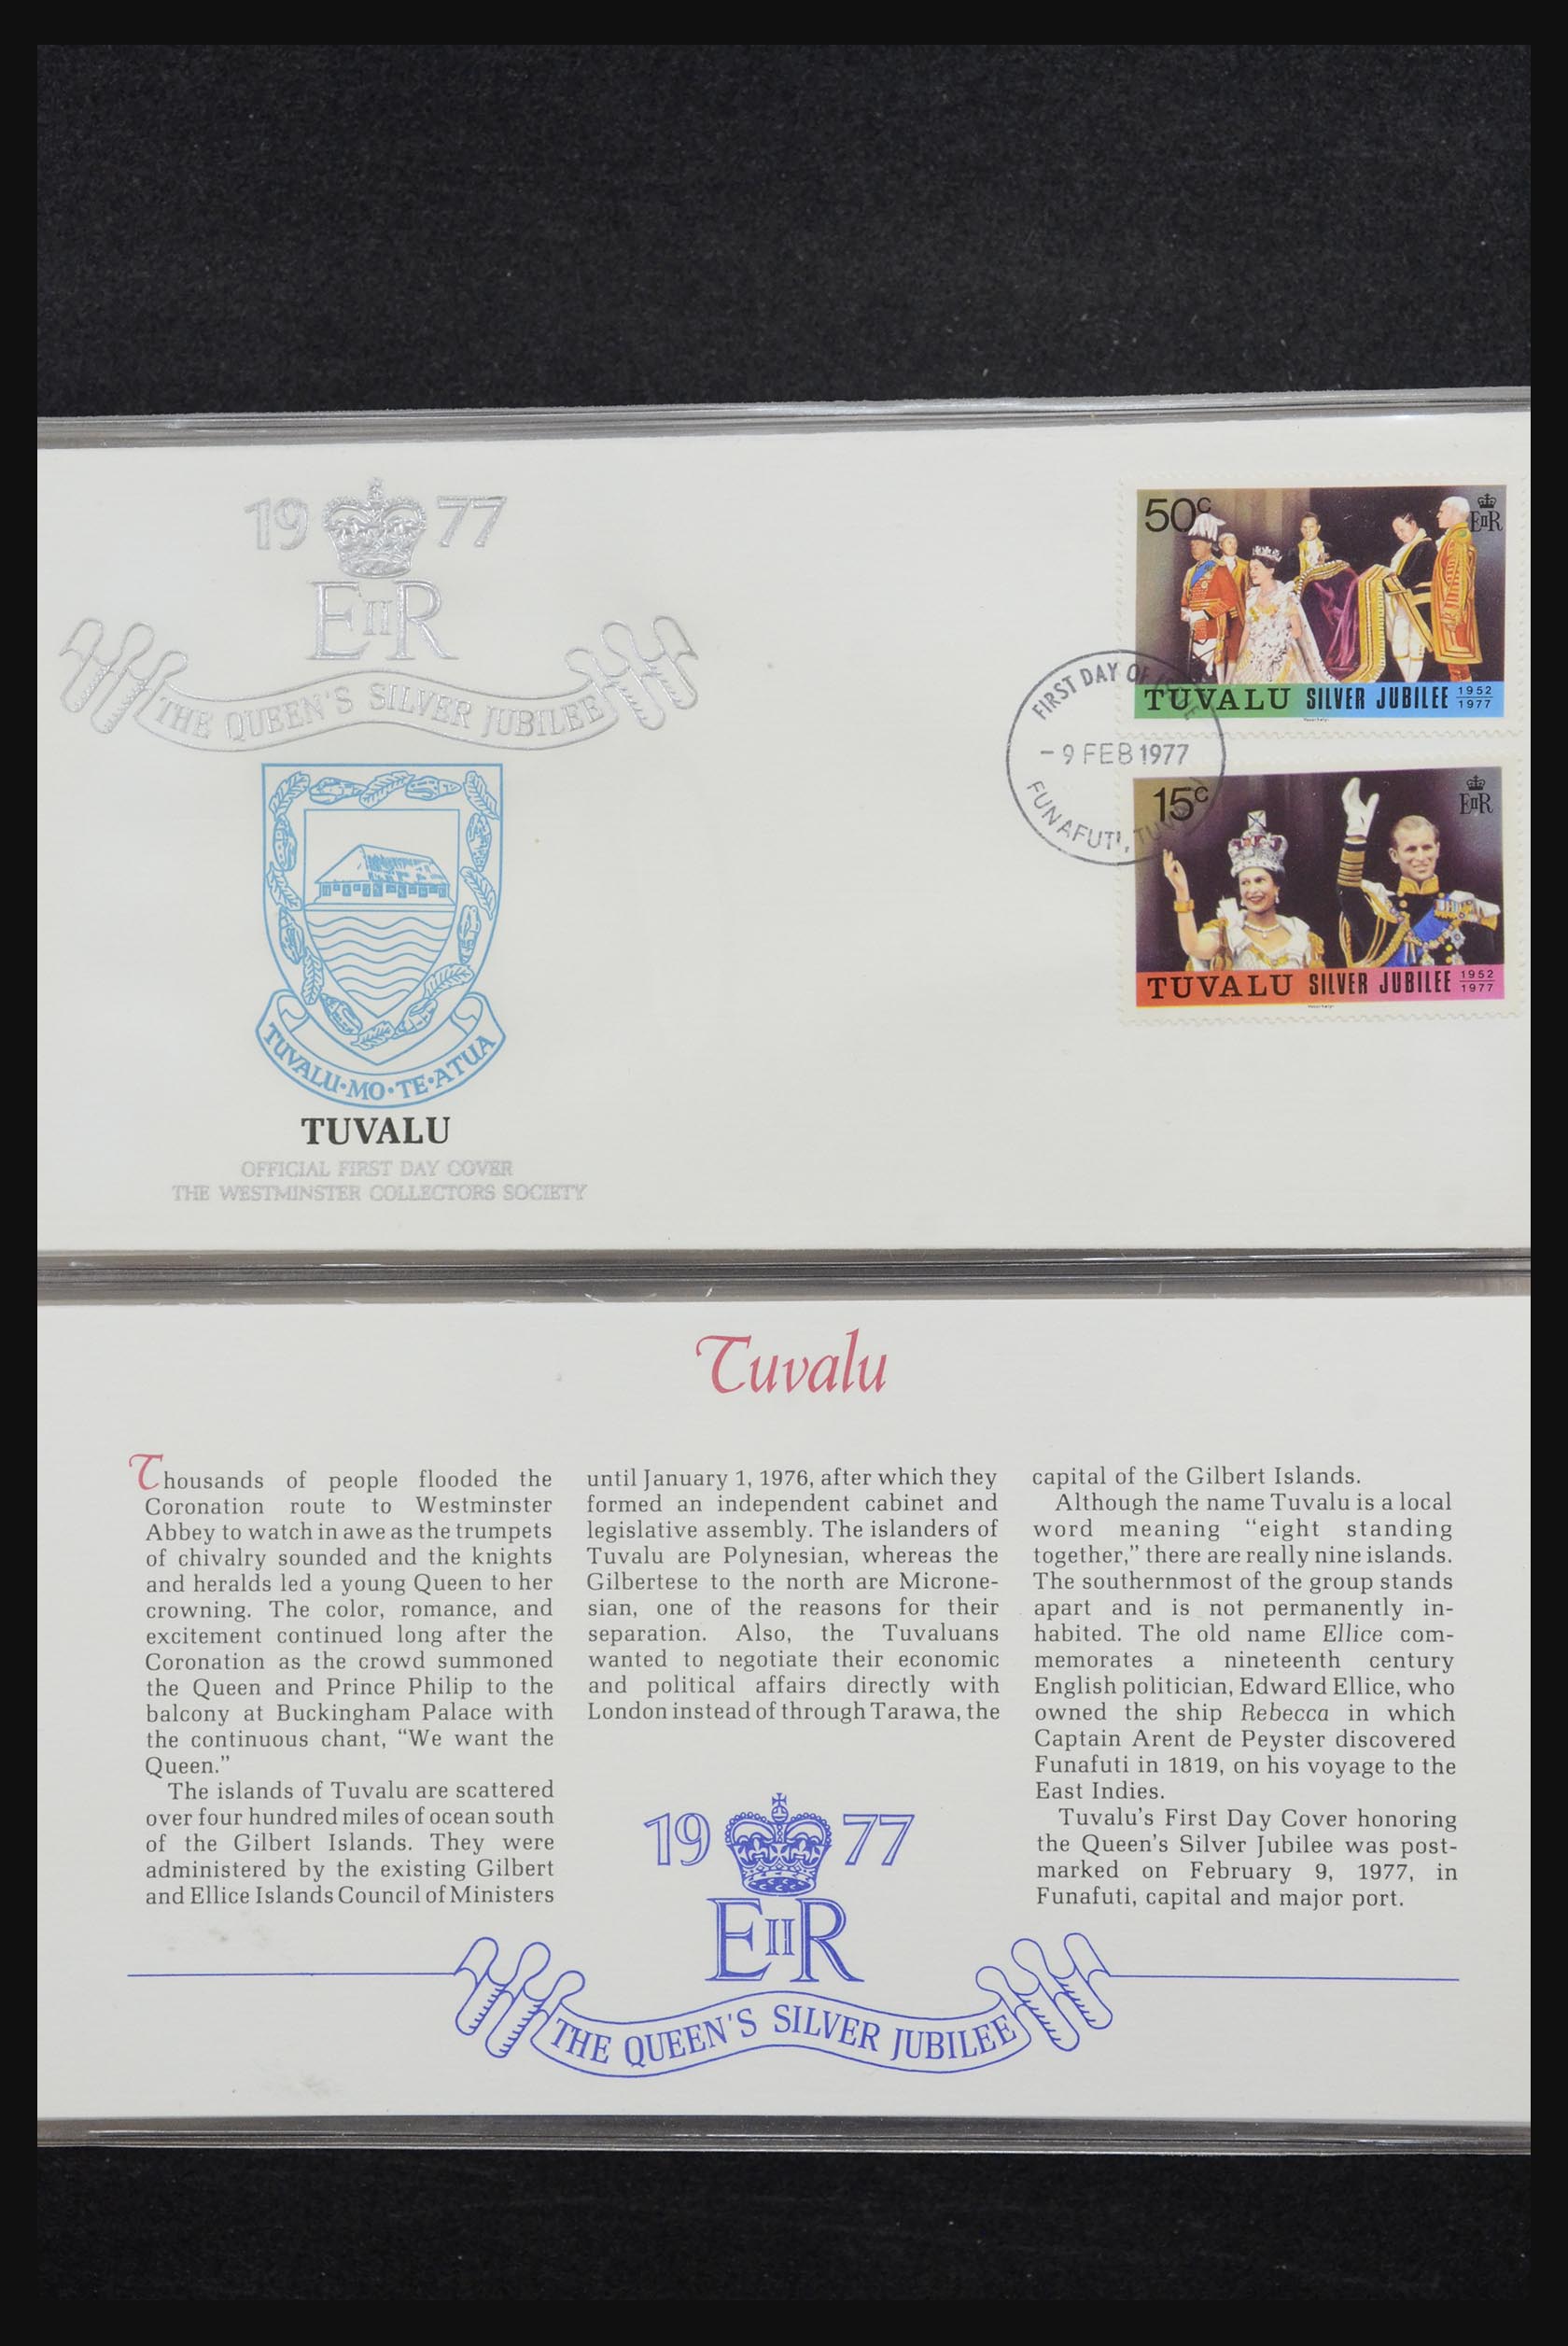 19 77
EIIR
THE QUEEN'S SILVER JUBILEE
TUVALU·MO·TE·ATUA
TUVALU
OFFICIAL FIRST DAY COVER
THE WESTMINSTER COLLECTORS SOCIETY
50c
EIIR
TUVALU SILVER JUBILEE 1952 1977
FIRST DAY OF ISSUE
- 9 FEB 1977
FUNAFUTI, TUVALU
15c
EIIR
TUVALU SILVER JUBILEE 1952 1977
Tuvalu
Thousands of people flooded the
Coronation route to Westminster
Abbey to watch in awe as the trumpets
of chivalry sounded and the knights
and heralds led a young Queen to her
crowning. The color, romance, and
excitement continued long after the
Coronation as the crowd summoned
the Queen and Prince Philip to the
balcony at Buckingham Palace with
the continuous chant, “We want the
Queen.”
The islands of Tuvalu are scattered
over four hundred miles of ocean south
of the Gilbert Islands. They were
administered by the existing Gilbert
and Ellice Islands Council of Ministers
until January 1, 1976, after which they
formed an independent cabinet and
legislative assembly. The islanders of
Tuvalu are Polynesian, whereas the
Gilbertese to the north are Microne-
sian, one of the reasons for their
separation. Also, the Tuvaluans
wanted to negotiate their economic
and political affairs directly with
London instead of through Tarawa, the
capital of the Gilbert Islands.
Although the name Tuvalu is a local
word meaning “eight standing
together,” there are really nine islands.
The southernmost of the group stands
apart and is not permanently in-
habited. The old name Ellice com-
memorates a nineteenth century
English politician, Edward Ellice, who
owned the ship Rebecca in which
Captain Arent de Peyster discovered
Funafuti in 1819, on his voyage to the
East Indies.
Tuvalu's First Day Cover honoring
the Queen's Silver Jubilee was post-
marked on February 9, 1977, in
Funafuti, capital and major port.
19 77
EIIR
THE QUEEN'S SILVER JUBILEE